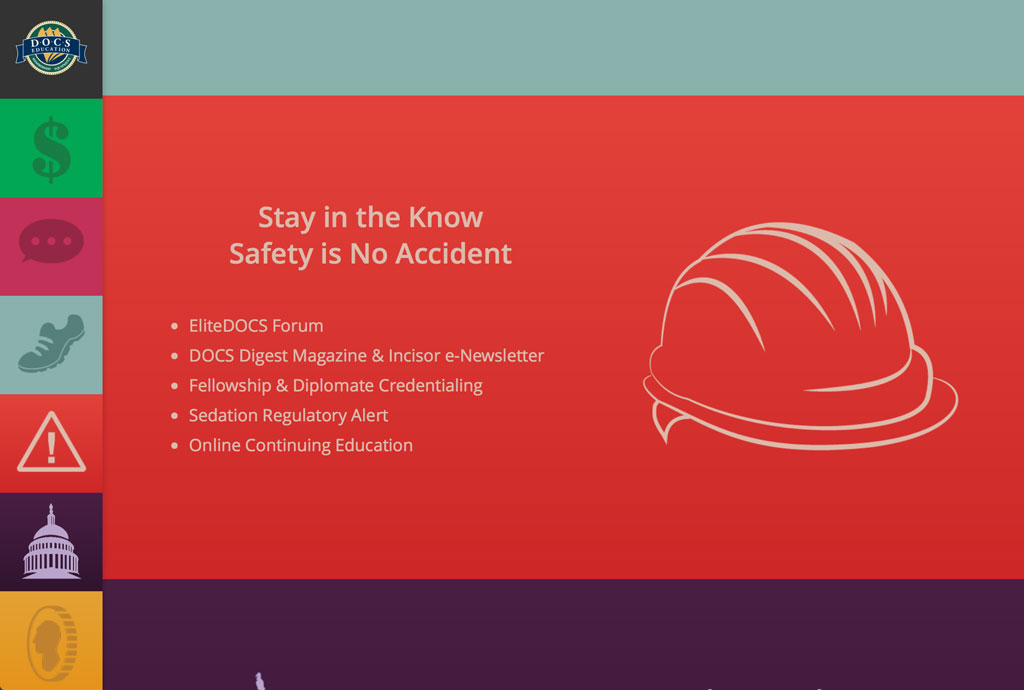 DOCS
EDUCATION
Stay in the Know
Safety is No Accident
EliteDOCS Forum
DOCS Digest Magazine & Incisor e-Newsletter
Fellowship & Diplomate Credentialing
Sedation Regulatory Alert
Online Continuing Education